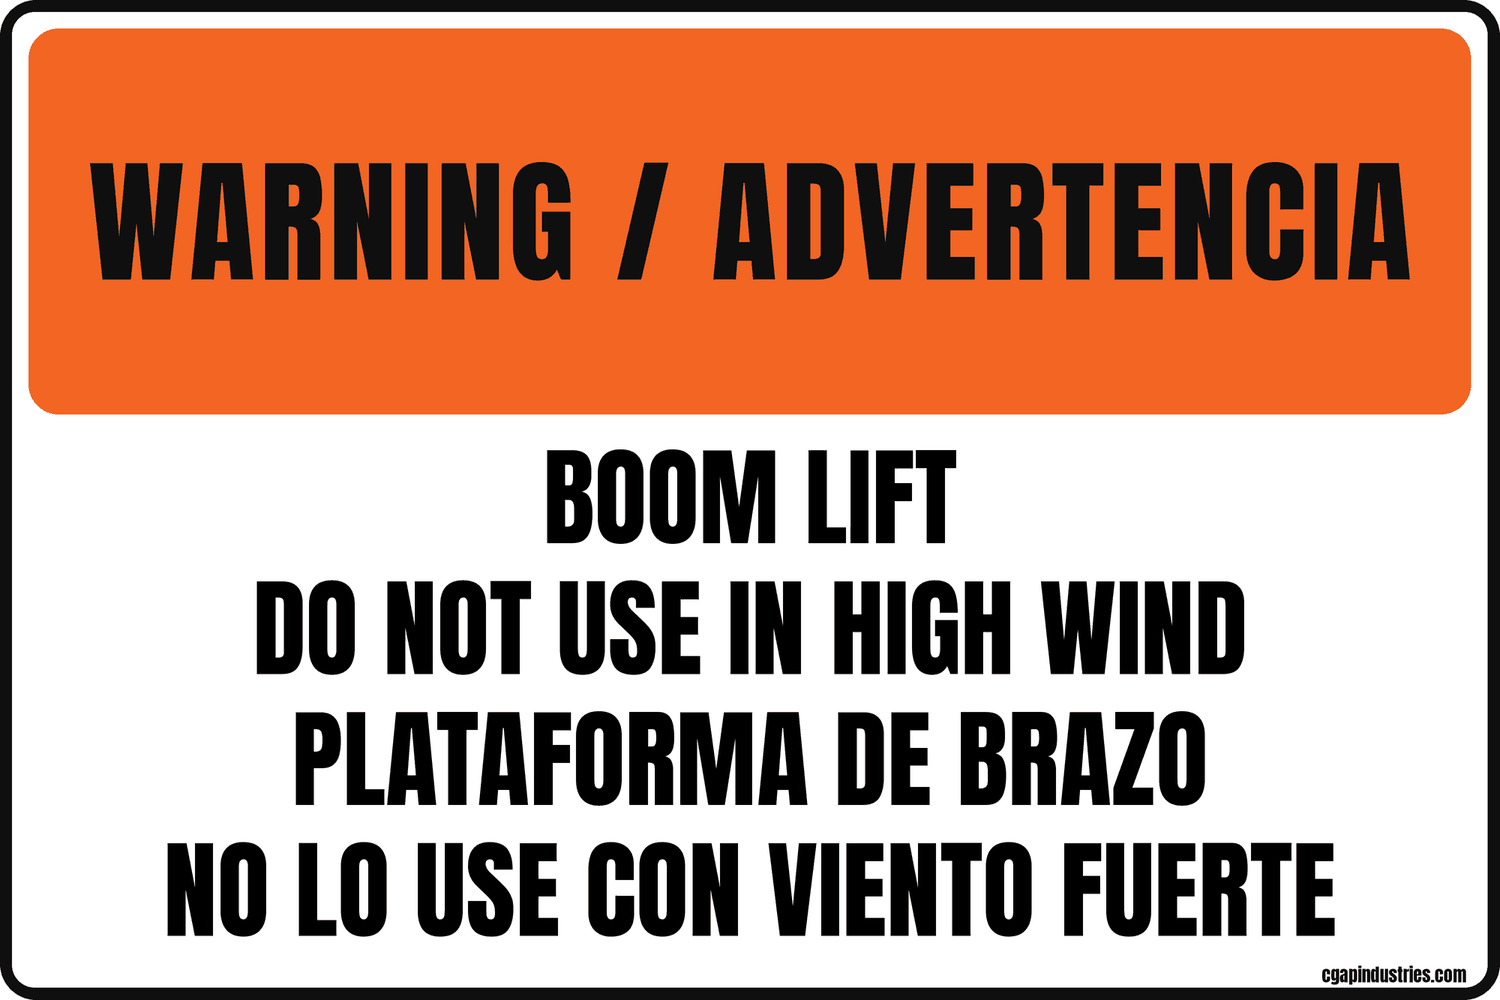 WARNING / ADVERTENCIA
BOOM LIFT
DO NOT USE IN HIGH WIND
PLATAFORMA DE BRAZO
NO LO USE CON VIENTO FUERTE
cgapindustries.com